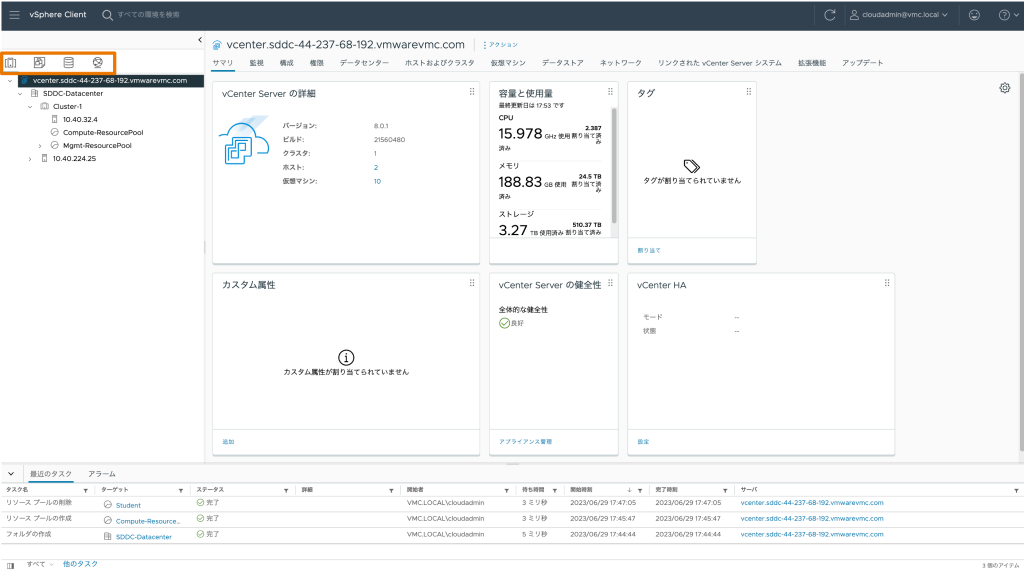 vSphere Client
すべての環境を検索
cloudadmin@vmc.local
vcenter.sddc-44-237-68-192.vmwarevmc.com
SDDC-Datacenter
Cluster-1
10.40.32.4
Compute-ResourcePool
Mgmt-ResourcePool
10.40.224.25
vcenter.sddc-44-237-68-192.vmwarevmc.com
アクション
サマリ 監視 構成 権限 データセンター ホストおよびクラスタ 仮想マシン データストア ネットワーク リンクされた vCenter Server システム 拡張機能 アップデート
vCenter Server の詳細
バージョン: 8.0.1
ビルド: 21560480
クラスタ: 1
ホスト: 2
仮想マシン: 10
容量と使用量
最終更新日は 17:53 です
CPU
15.978 GHz 使用済み
2.387 割り当て済み
メモリ
188.83 GB 使用済み
24.5 TB 割り当て済み
ストレージ
3.27 TB 使用済み
510.37 TB 割り当て済み
タグ
タグが割り当てられていません
割り当て
カスタム属性
カスタム属性が割り当てられていません
追加
vCenter Server の健全性
全体的な健全性
良好
アプライアンス管理
vCenter HA
モード --
状態 --
設定
最近のタスク アラーム
タスク名 ターゲット ステータス 詳細 開始者 待ち時間 開始時刻 完了時刻 サーバ
リソース プールの削除 Student 完了 VMC.LOCAL\cloudadmin 3 ミリ秒 2023/06/29 17:47:05 2023/06/29 17:47:05 vcenter.sddc-44-237-68-192.vmwarevmc.com
リソース プールの作成 Compute-Resource... 完了 VMC.LOCAL\cloudadmin 3 ミリ秒 2023/06/29 17:45:47 2023/06/29 17:45:47 vcenter.sddc-44-237-68-192.vmwarevmc.com
フォルダの作成 SDDC-Datacenter 完了 VMC.LOCAL\cloudadmin 5 ミリ秒 2023/06/29 17:44:44 2023/06/29 17:44:44 vcenter.sddc-44-237-68-192.vmwarevmc.com
すべて 他のタスク
3 個のアイテム